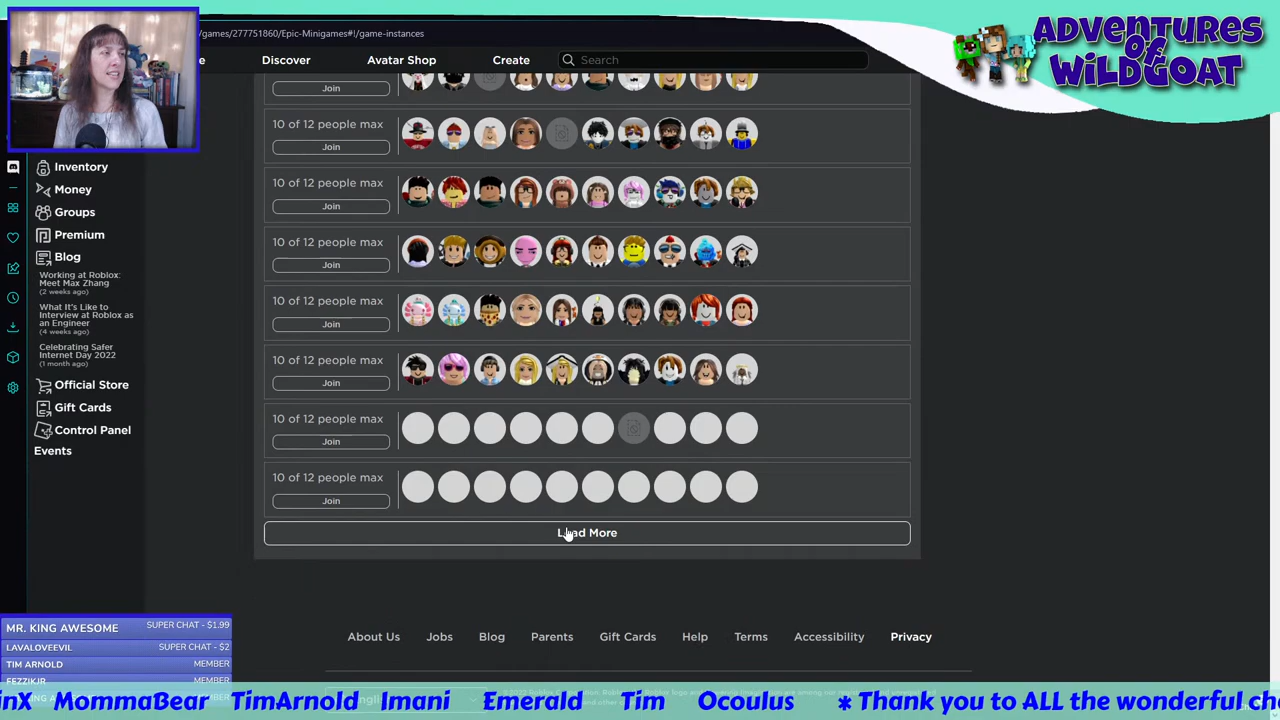 /games/277751860/Epic-Minigames#!/game-instances
ADVENTURES
OF
WILDGOAT
Discover
Avatar Shop
Create
Search
Join
10 of 12 people max
Join
10 of 12 people max
Join
10 of 12 people max
Join
10 of 12 people max
Join
10 of 12 people max
Join
10 of 12 people max
Join
10 of 12 people max
Join
Load More
Inventory
Money
Groups
Premium
Blog
Working at Roblox:
Meet Max Zhang
(2 weeks ago)
What It's Like to
Interview at Roblox as
an Engineer
(4 weeks ago)
Celebrating Safer
Internet Day 2022
(1 month ago)
Official Store
Gift Cards
Control Panel
Events
About Us
Jobs
Blog
Parents
Gift Cards
Help
Terms
Accessibility
Privacy
MR. KING AWESOME SUPER CHAT - $1.99
LAVALOVEEVIL SUPER CHAT - $2
TIM ARNOLD MEMBER
FEZZIKJR MEMBER
inX MommaBear TimArnold Imani Emerald Tim Ocoulus * Thank you to ALL the wonderful ch